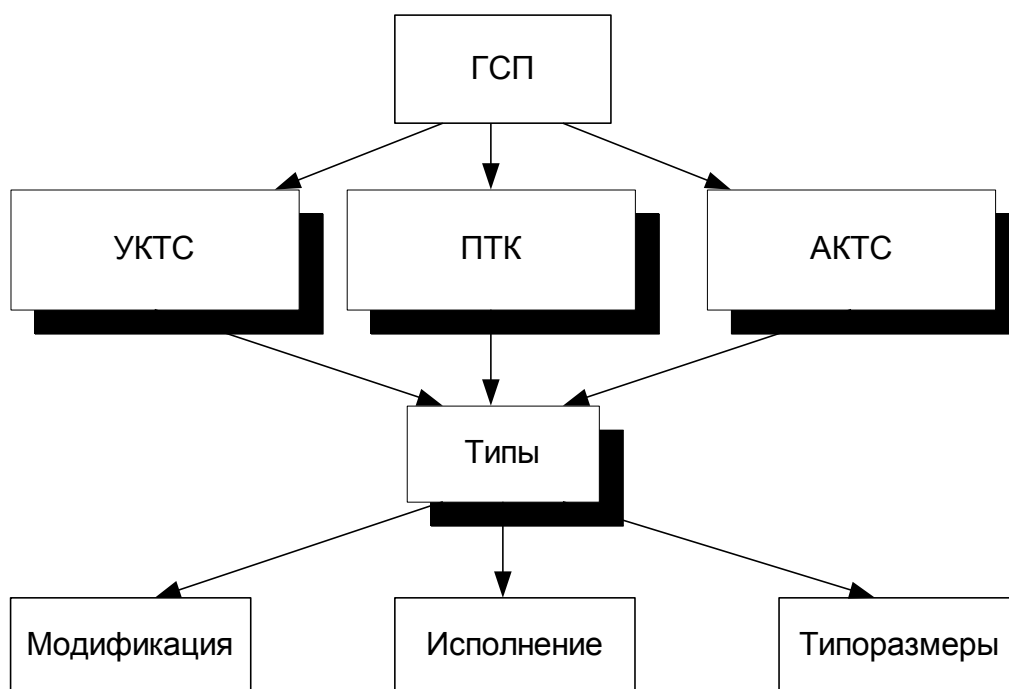 ГСП
УКТС
ПТК
АКТС
Типы
Модификация
Исполнение
Типоразмеры